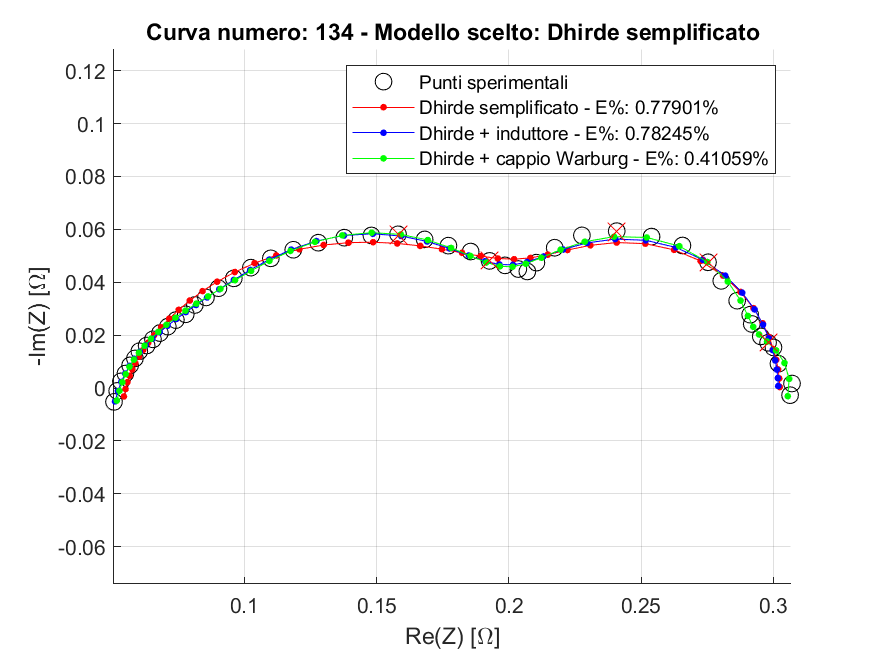 Curva numero: 134 - Modello scelto: Dhirde semplificato
Punti sperimentali
Dhirde semplificato - E%: 0.77901%
Dhirde + induttore - E%: 0.78245%
Dhirde + cappio Warburg - E%: 0.41059%
0.12
0.1
0.08
0.06
0.04
0.02
0
-0.02
-0.04
-0.06
-Im(Z) [Ω]
0.1
0.15
0.2
0.25
0.3
Re(Z) [Ω]